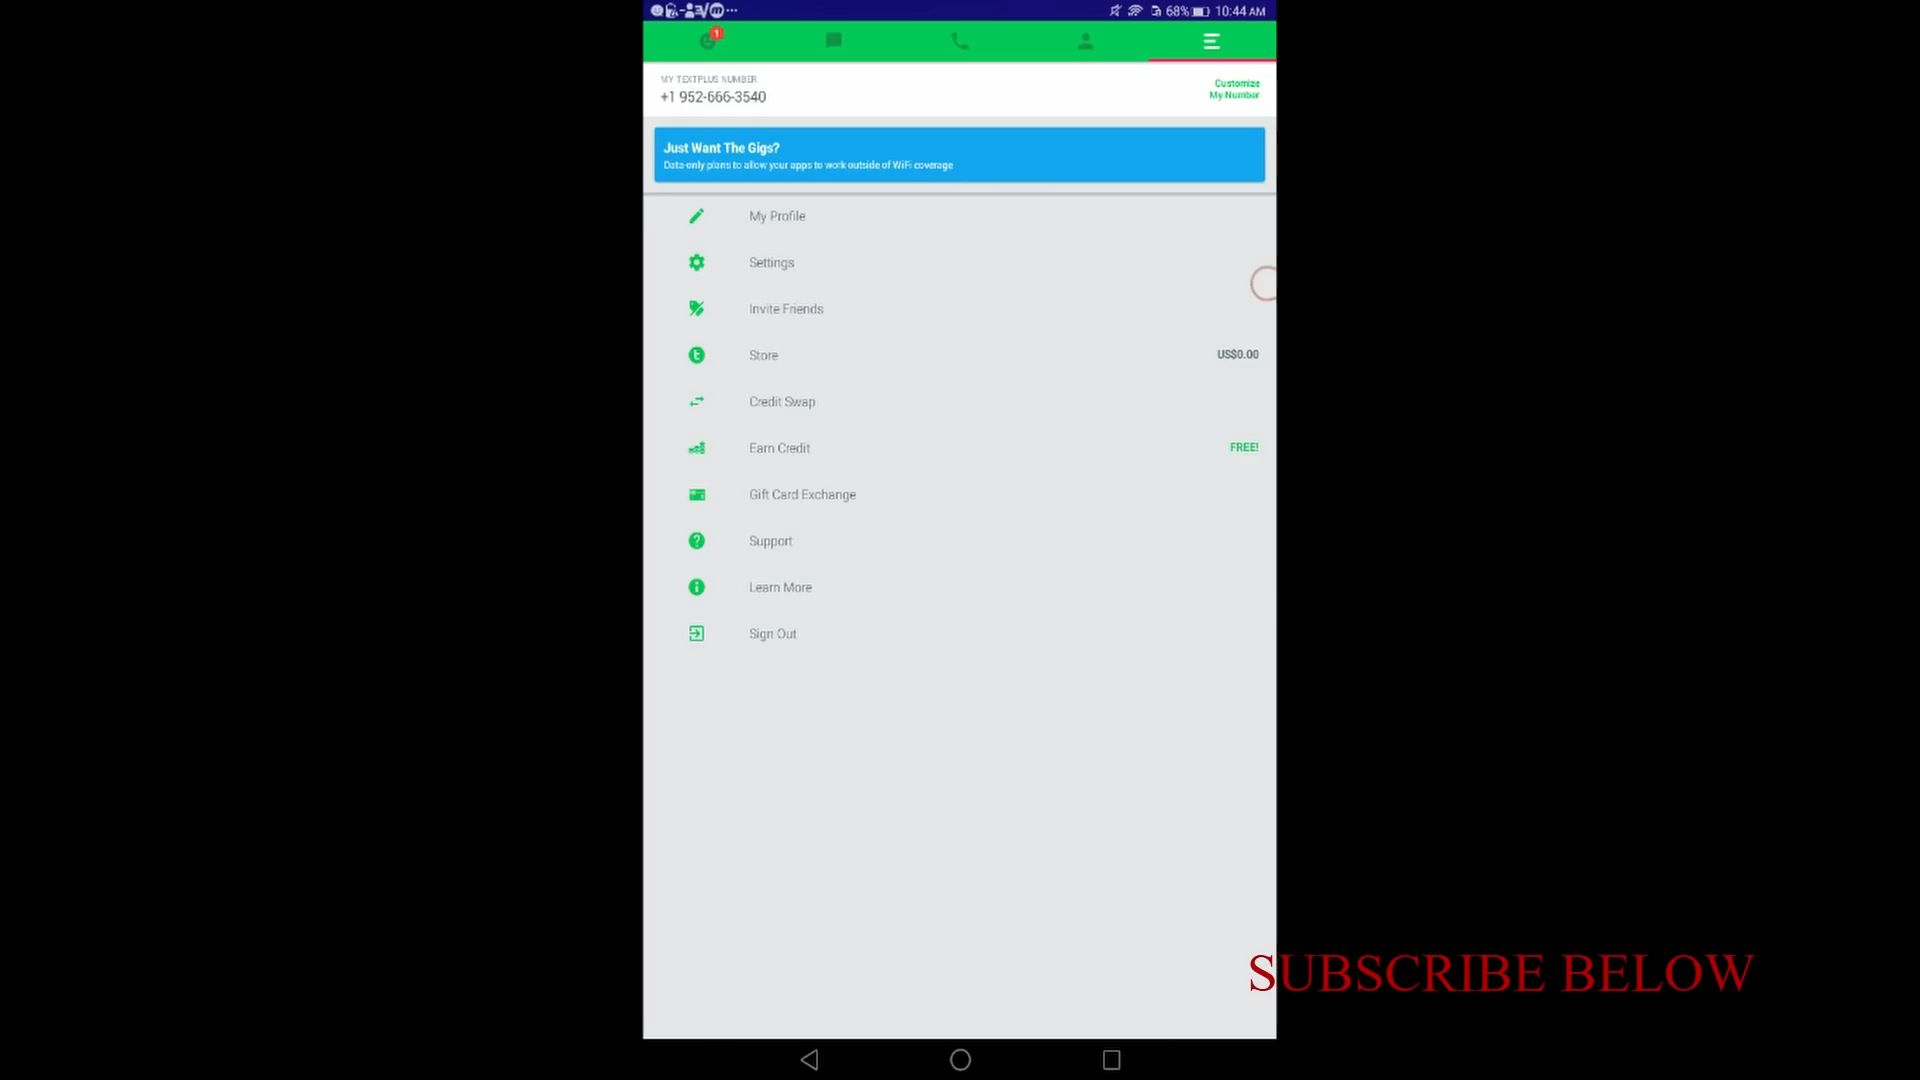 68% 10:44 AM
1
MY TEXTPLUS NUMBER
+1 952-666-3540
Customize
My Number
Just Want The Gigs?
Data-only plans to allow your apps to work outside of WiFi coverage
My Profile
Settings
Invite Friends
Store
US$0.00
Credit Swap
Earn Credit
FREE!
Gift Card Exchange
Support
Learn More
Sign Out
SUBSCRIBE BELOW